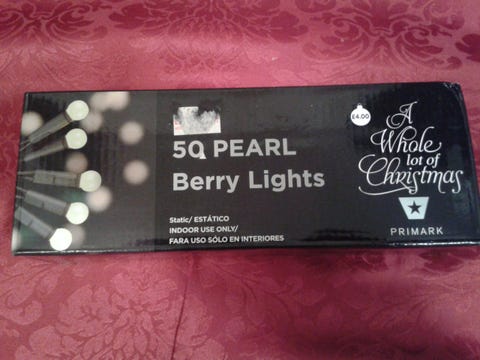 £4.00
50 PEARL
Berry Lights
Static/ ESTÁTICO
INDOOR USE ONLY/
FARA USO SÓLO EN INTERIORES
A
Whole
lot of
Christmas
PRIMARK